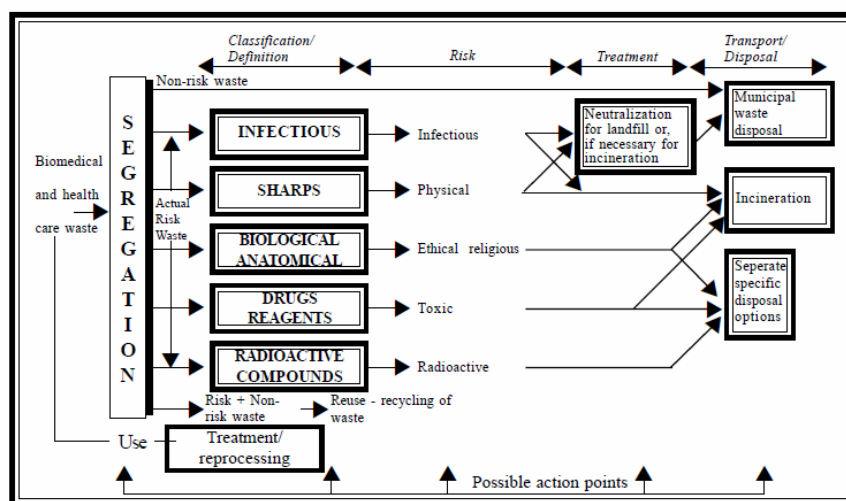 Classification/
Definition
Risk
Treatment
Transport/
Disposal
Non-risk waste
SEGREGATION
Biomedical
and health
care waste
Actual
Risk
Waste
INFECTIOUS
SHARPS
BIOLOGICAL
ANATOMICAL
DRUGS
REAGENTS
RADIOACTIVE
COMPOUNDS
Infectious
Physical
Ethical religious
Toxic
Radioactive
Neutralization
for landfill or,
if necessary for
incineration
Municipal
waste
disposal
Incineration
Seperate
specific
disposal
options
Risk + Non-
risk waste
Reuse - recycling of
waste
Use
Treatment/
reprocessing
Possible action points